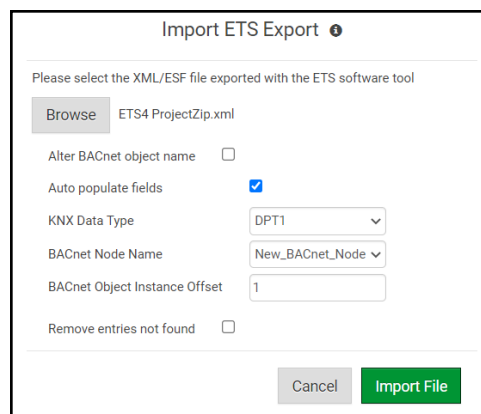 Import ETS Export
Please select the XML/ESF file exported with the ETS software tool
Browse ETS4 ProjectZip.xml
Alter BACnet object name
Auto populate fields
KNX Data Type DPT1
BACnet Node Name New_BACnet_Node
BACnet Object Instance Offset 1
Remove entries not found
Cancel Import File